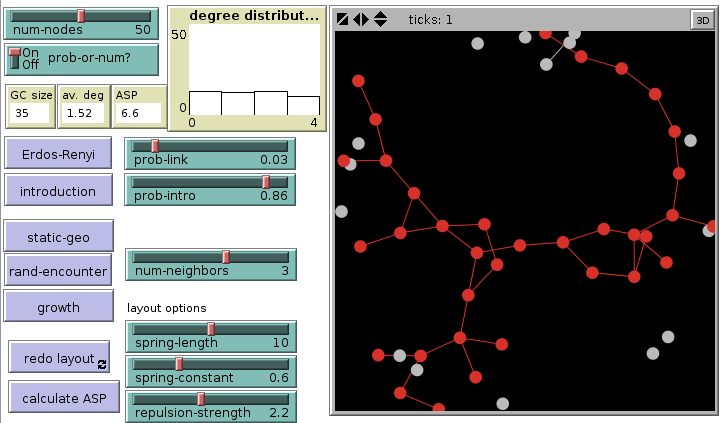 num-nodes 50
On
Off
prob-or-num?
GC size
35
av. deg
1.52
ASP
6.6
degree distribut...
50
0
0 4
Erdos-Renyi
prob-link 0.03
introduction
prob-intro 0.86
static-geo
rand-encounter
num-neighbors 3
growth
layout options
spring-length 10
redo layout
spring-constant 0.6
calculate ASP
repulsion-strength 2.2
ticks: 1
3D